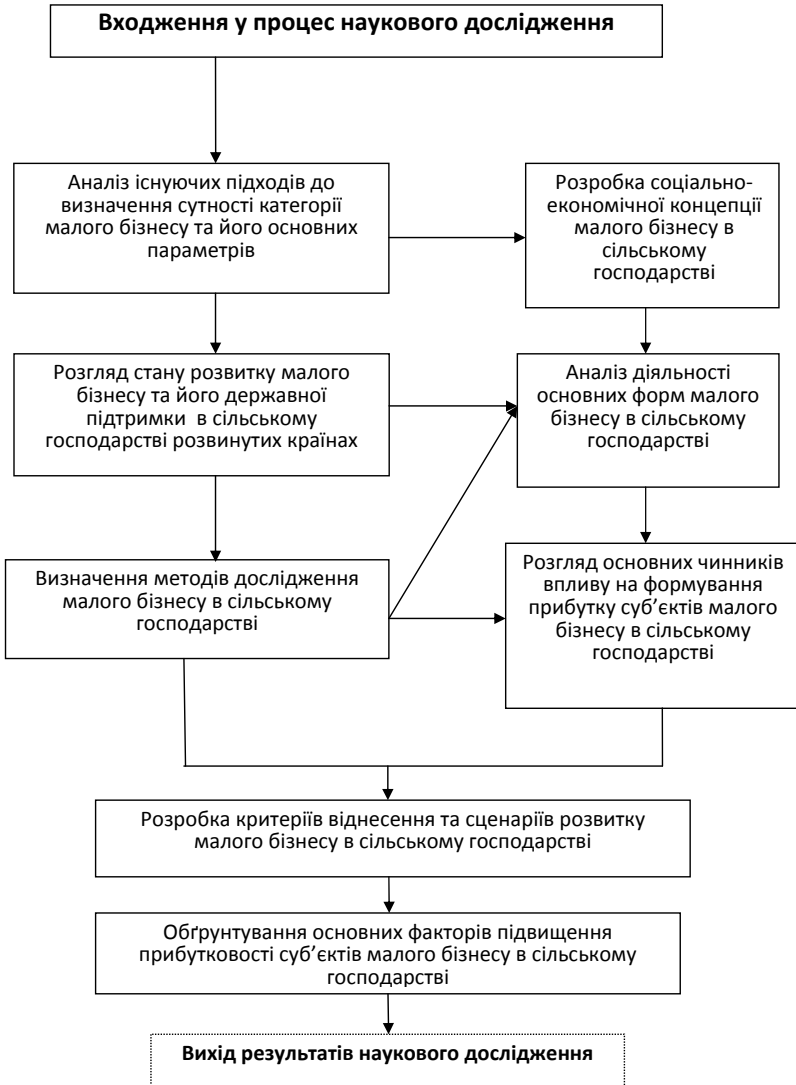 Входження у процес наукового дослідження
Аналіз існуючих підходів до
визначення сутності категорії
малого бізнесу та його основних
параметрів
Розробка соціально-
економічної концепції
малого бізнесу в
сільському
господарстві
Розгляд стану розвитку малого
бізнесу та його державної
підтримки в сільському
господарстві розвинутих країнах
Аналіз діяльності
основних форм малого
бізнесу в сільському
господарстві
Визначення методів дослідження
малого бізнесу в сільському
господарстві
Розгляд основних чинників
впливу на формування
прибутку суб’єктів малого
бізнесу в сільському
господарстві
Розробка критеріїв віднесення та сценаріїв розвитку
малого бізнесу в сільському господарстві
Обґрунтування основних факторів підвищення
прибутковості суб’єктів малого бізнесу в сільському
господарстві
Вихід результатів наукового дослідження